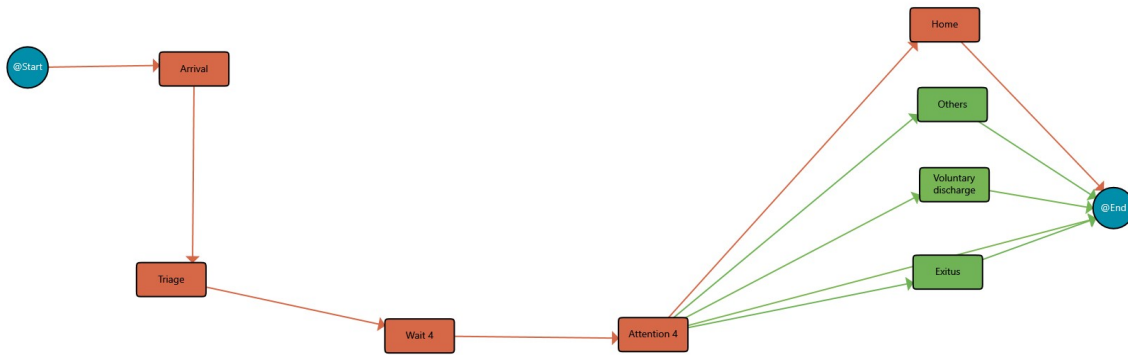 @Start
Arrival
Triage
Wait 4
Attention 4
Home
Others
Voluntary
discharge
Exitus
@End